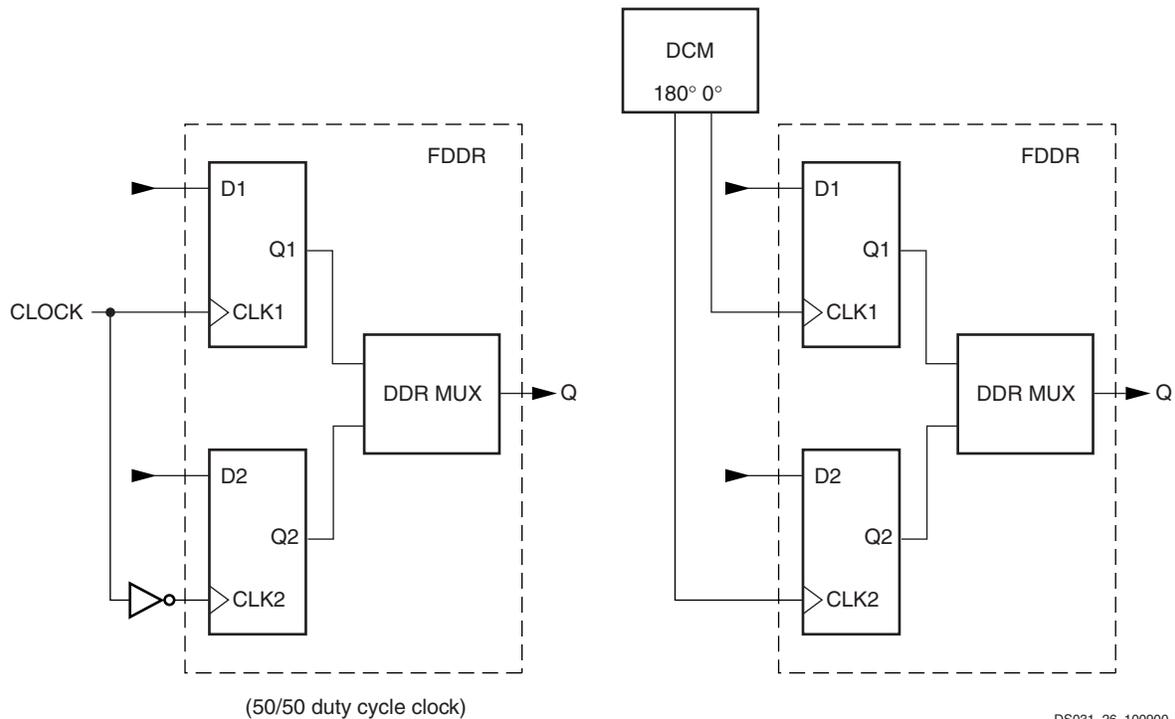 DCM
180° 0°
FDDR
D1
Q1
CLOCK
CLK1
DDR MUX
Q
D2
Q2
CLK2
(50/50 duty cycle clock)
FDDR
D1
Q1
CLK1
DDR MUX
Q
D2
Q2
CLK2